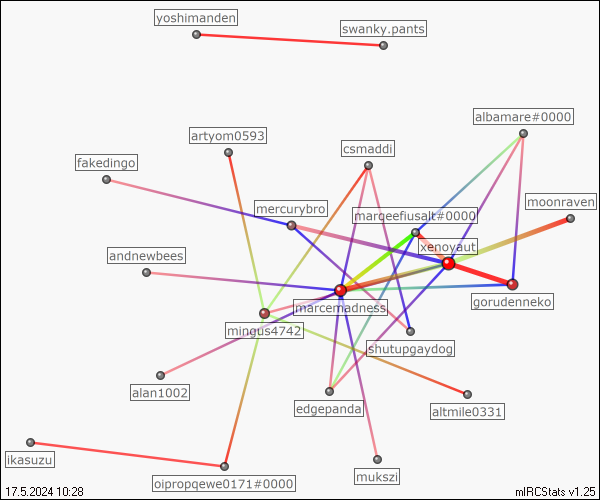 yoshimanden
swanky.pants
albamare#0000
artyom0593
csmaddi
fakedingo
moonraven
mercurybro
marqeefiusalt#0000
xenoyaut
andnewbees
gorudenneko
marcemadness
mingus4742
shutupgaydog
alan1002
edgepanda
altmile0331
ikasuzu
oipropqewe0171#0000
mukszi
17.5.2024 10:28
mIRCStats v1.25